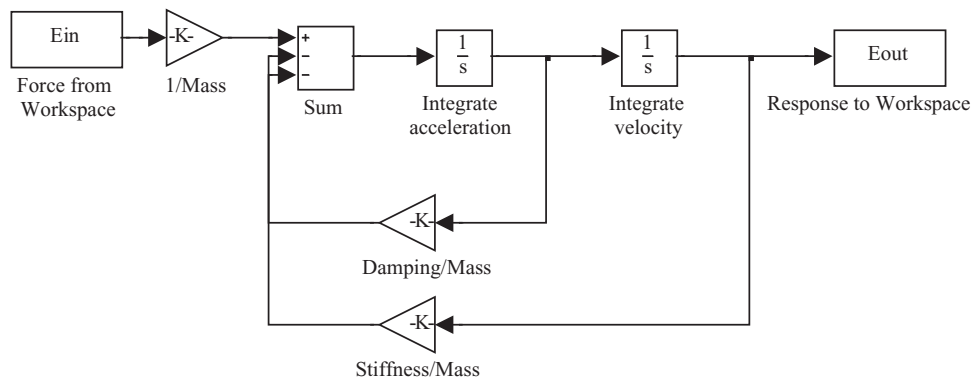 Ein
-K-
+
−
−
1
s
1
s
Eout
Force from
Workspace
1/Mass
Sum
Integrate
acceleration
Integrate
velocity
Response to Workspace
-K-
Damping/Mass
-K-
Stiffness/Mass